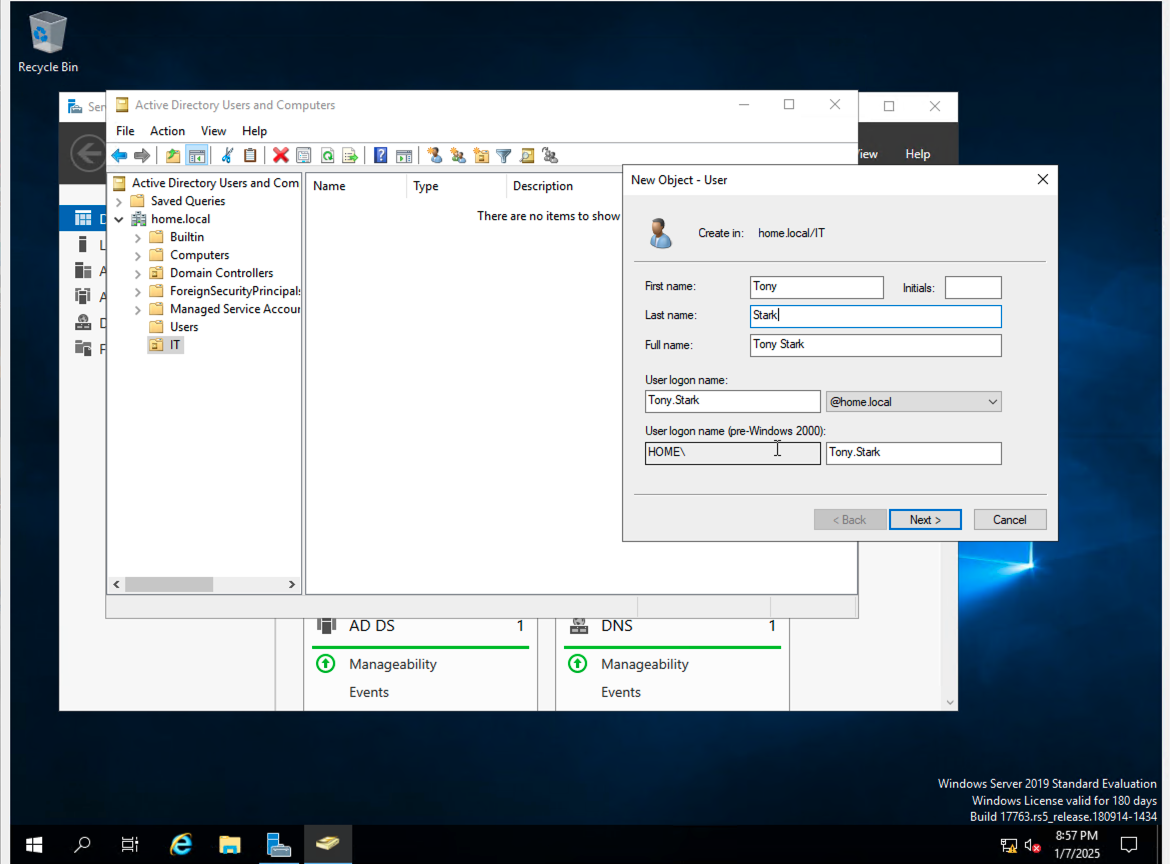 Recycle Bin
Ser
Active Directory Users and Computers
File Action View Help
View Help
Active Directory Users and Com
Saved Queries
home.local
Builtin
Computers
Domain Controllers
ForeignSecurityPrincipals
Managed Service Accour
Users
IT
Name Type Description
There are no items to show
D
L
A
A
D
F
New Object - User
Create in: home.local/IT
First name: Tony Initials:
Last name: Stark
Full name: Tony Stark
User logon name:
Tony.Stark @home.local
User logon name (pre-Windows 2000):
HOME\ Tony.Stark
< Back Next > Cancel
AD DS 1
Manageability
Events
DNS 1
Manageability
Events
Windows Server 2019 Standard Evaluation
Windows License valid for 180 days
Build 17763.rs5_release.180914-1434
8:57 PM
1/7/2025